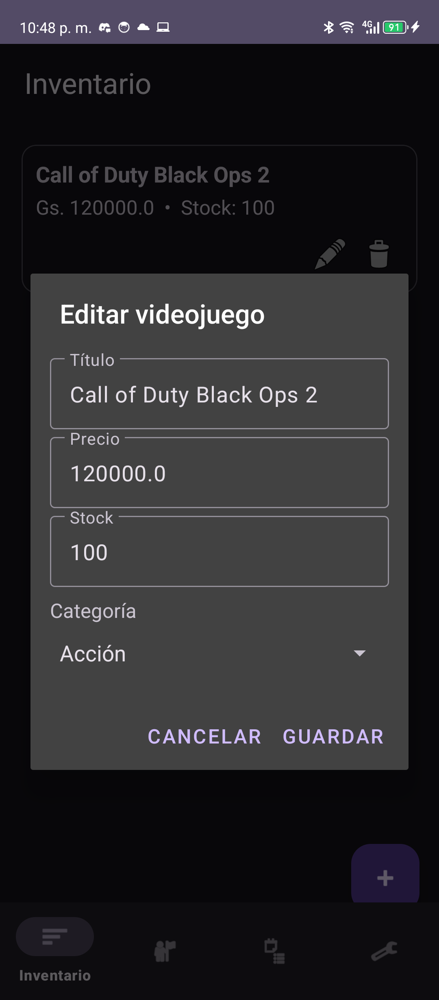 10:48 p. m.
4G
91
Inventario
Call of Duty Black Ops 2
Gs. 120000.0 • Stock: 100
Editar videojuego
Título
Call of Duty Black Ops 2
Precio
120000.0
Stock
100
Categoría
Acción
CANCELAR GUARDAR
Inventario